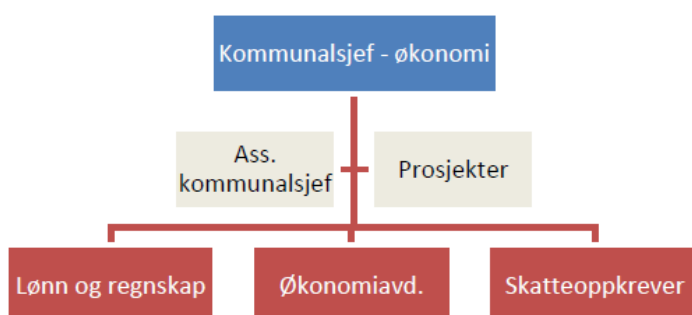 Kommunalsjef - økonomi
Ass.
kommunalsjef
Prosjekter
Lønn og regnskap
Økonomiavd.
Skatteoppkrever